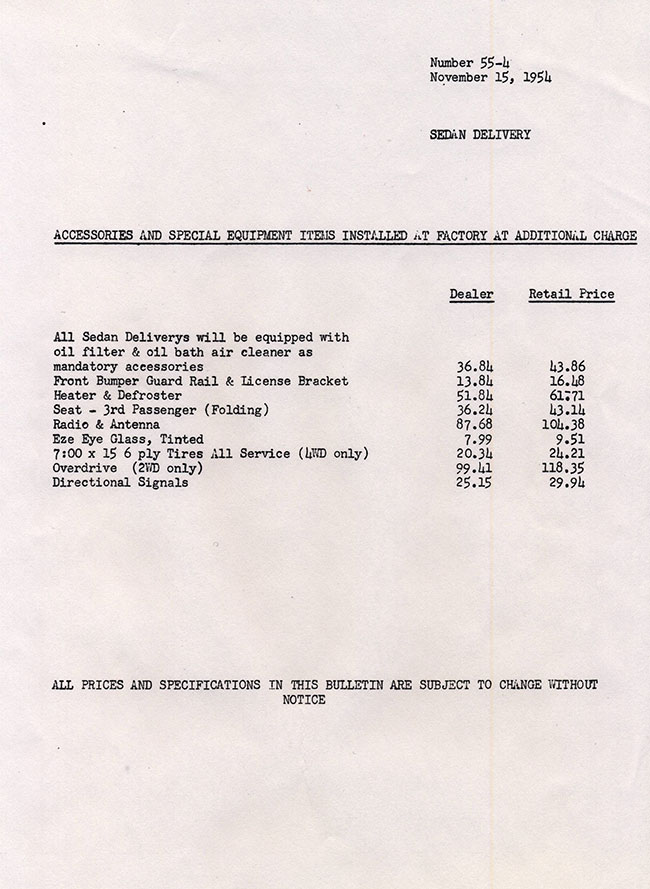 Number 55-4
November 15, 1954
SEDAN DELIVERY
ACCESSORIES AND SPECIAL EQUIPMENT ITEMS INSTALLED AT FACTORY AT ADDITIONAL CHARGE
Dealer Retail Price
All Sedan Deliverys will be equipped with
oil filter & oil bath air cleaner as
mandatory accessories 36.84 43.86
Front Bumper Guard Rail & License Bracket 13.84 16.48
Heater & Defroster 51.84 61.71
Seat - 3rd Passenger (Folding) 36.24 43.14
Radio & Antenna 87.68 104.38
Eze Eye Glass, Tinted 7.99 9.51
7:00 x 15 6 ply Tires All Service (4WD only) 20.34 24.21
Overdrive (2WD only) 99.41 118.35
Directional Signals 25.15 29.94
ALL PRICES AND SPECIFICATIONS IN THIS BULLETIN ARE SUBJECT TO CHANGE WITHOUT
NOTICE